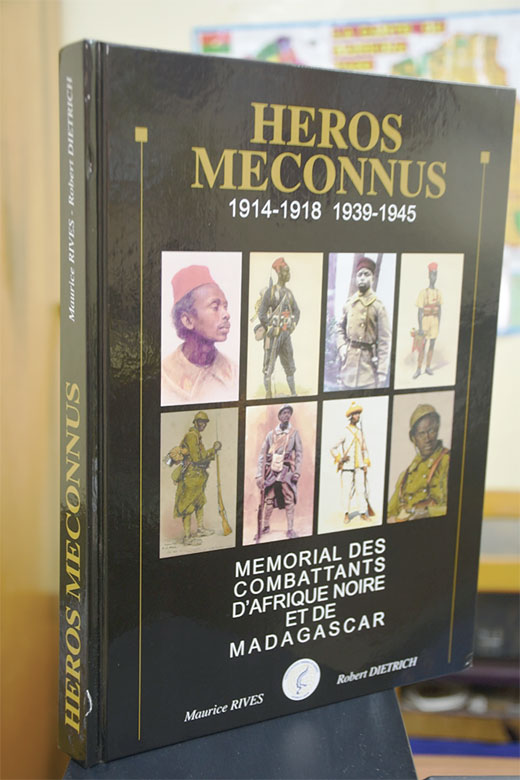 HEROS
MECONNUS
1914-1918 1939-1945
MEMORIAL DES
COMBATTANTS
D'AFRIQUE NOIRE
ET DE
MADAGASCAR
Maurice RIVES
Robert DIETRICH
HEROS MECONNUS
Maurice RIVES - Robert DIETRICH